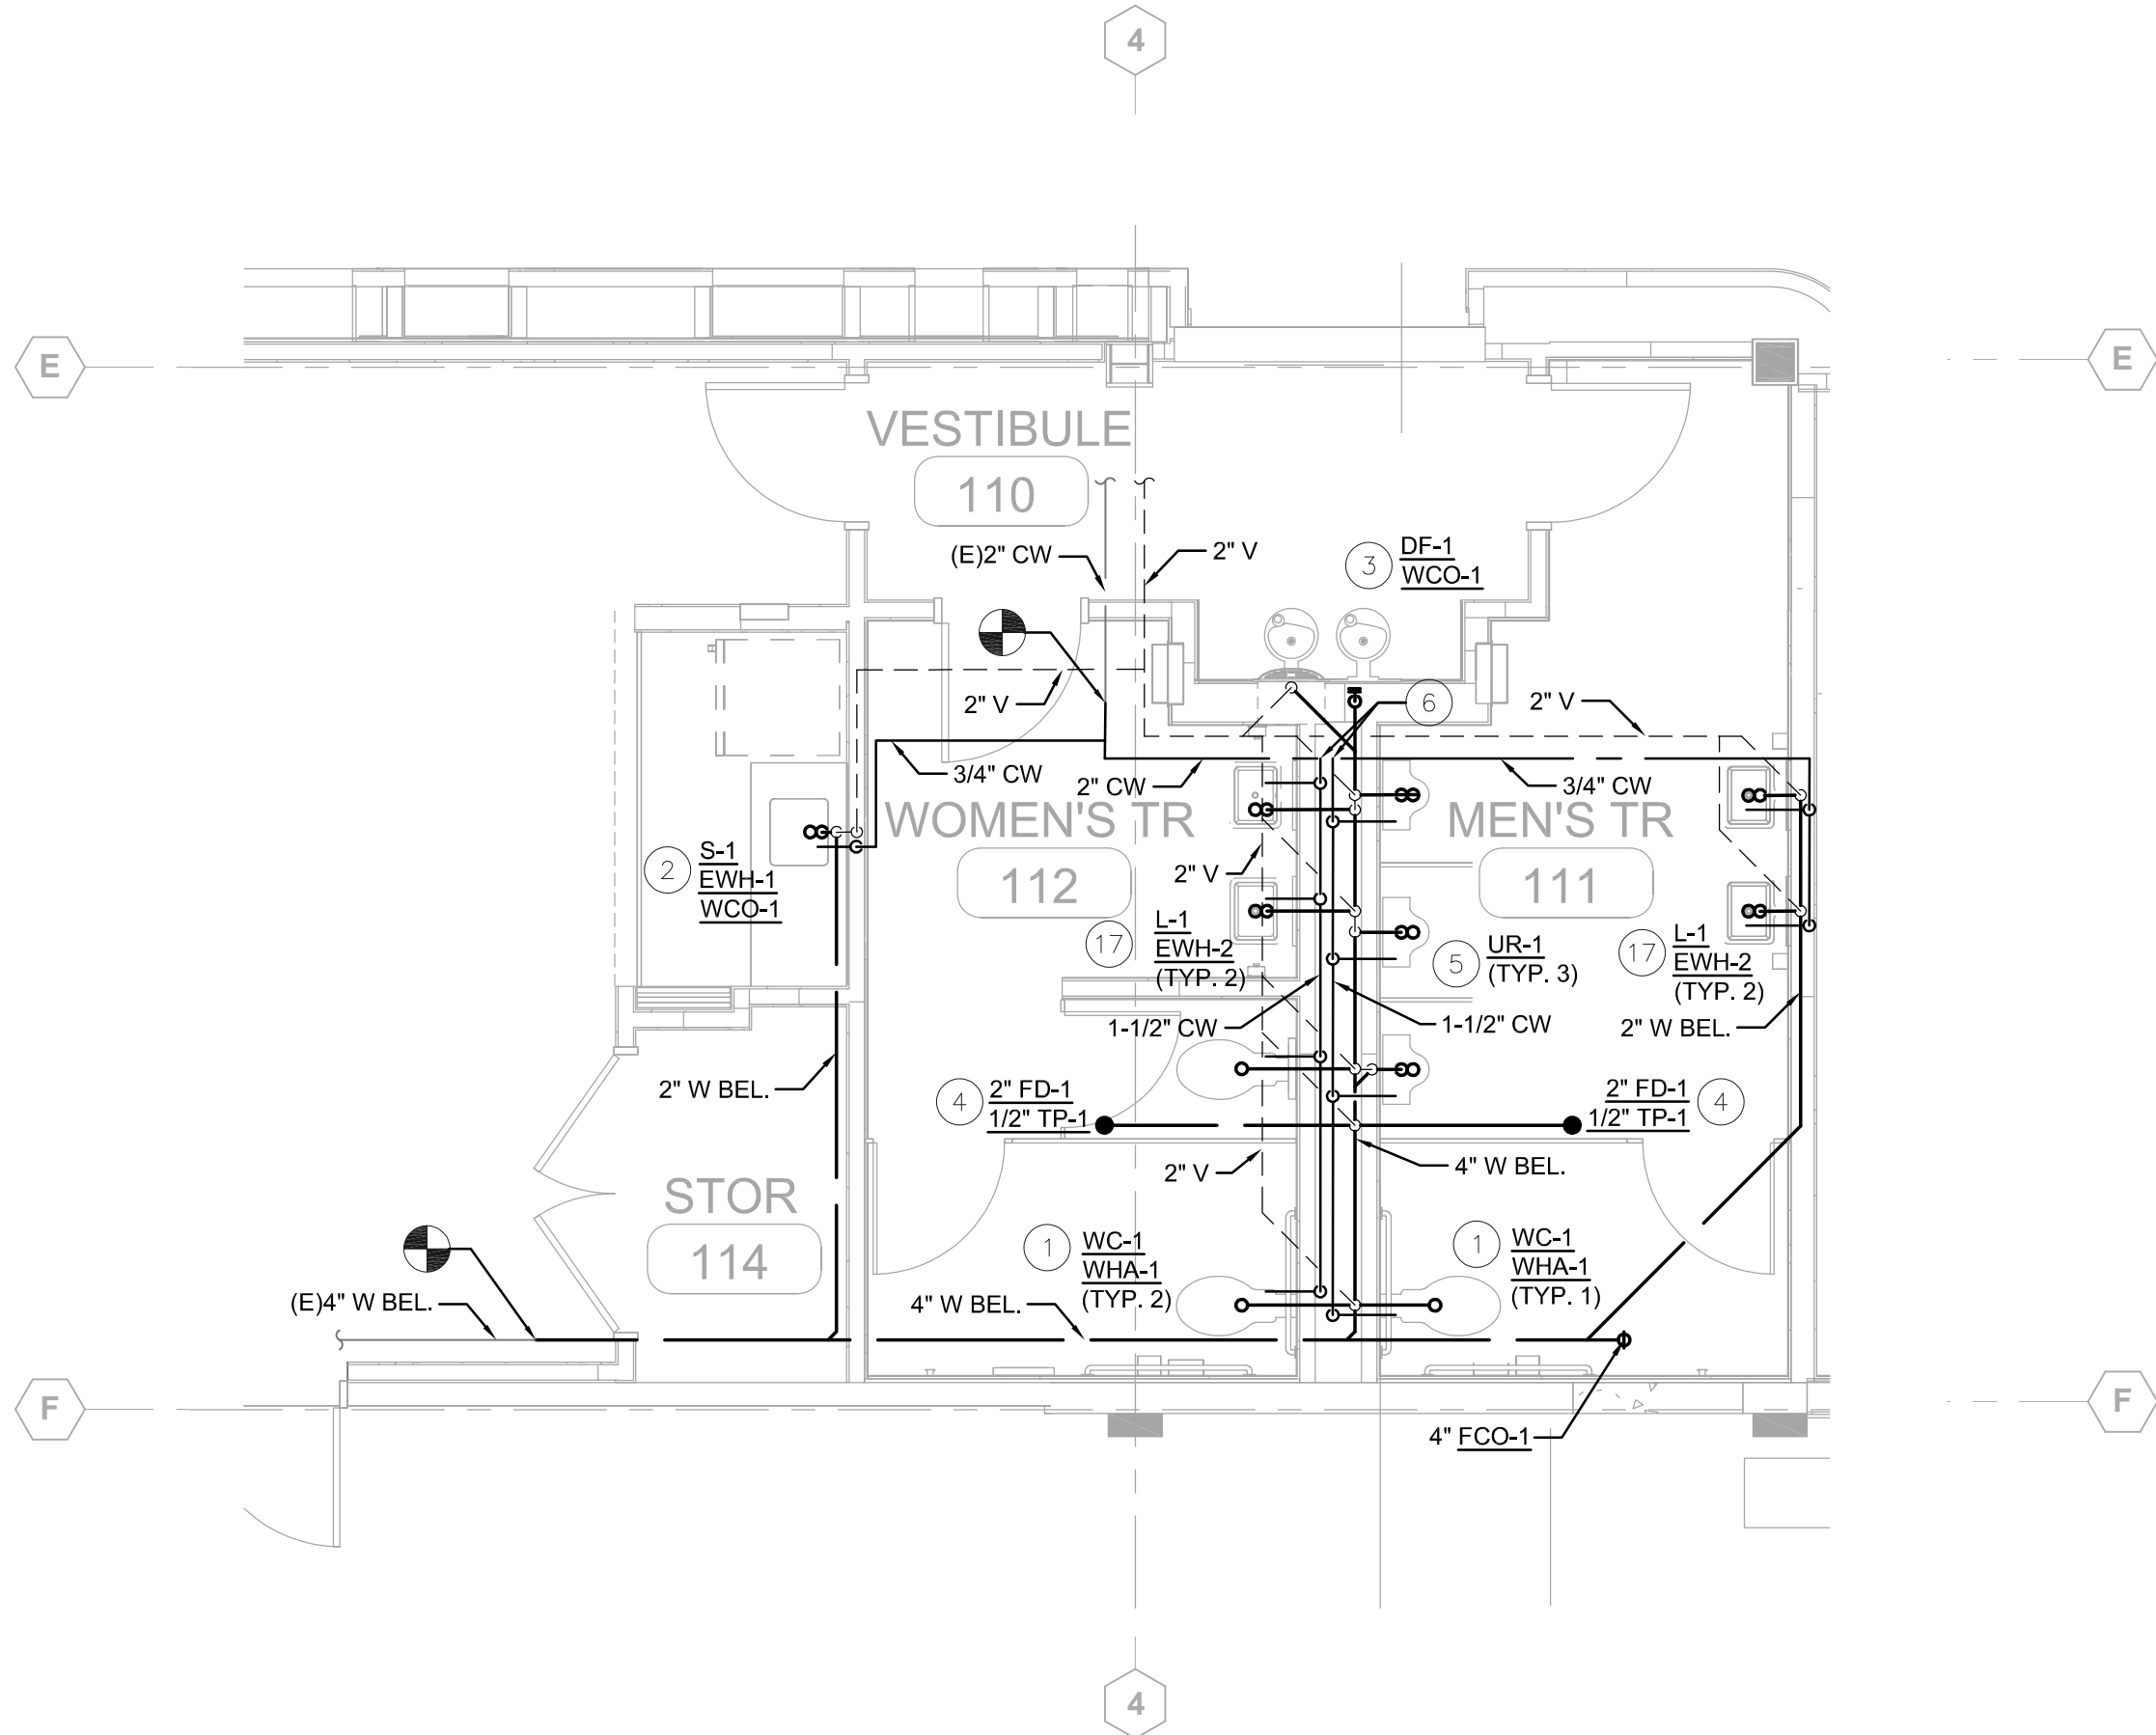 4
E
E
VESTIBULE
110
(E)2" CW
2" V
3
DF-1
WCO-1
2" V
6
2" V
3/4" CW
2" CW
3/4" CW
WOMEN'S TR
112
MEN'S TR
111
2
S-1
EWH-1
WCO-1
2" V
17
L-1
EWH-2
(TYP. 2)
5
UR-1
(TYP. 3)
17
L-1
EWH-2
(TYP. 2)
1-1/2" CW
1-1/2" CW
2" W BEL.
2" W BEL.
4
2" FD-1
1/2" TP-1
2" FD-1
1/2" TP-1
4
2" V
4" W BEL.
STOR
114
1
WC-1
WHA-1
(TYP. 2)
1
WC-1
WHA-1
(TYP. 1)
(E)4" W BEL.
4" W BEL.
F
F
4" FCO-1
4